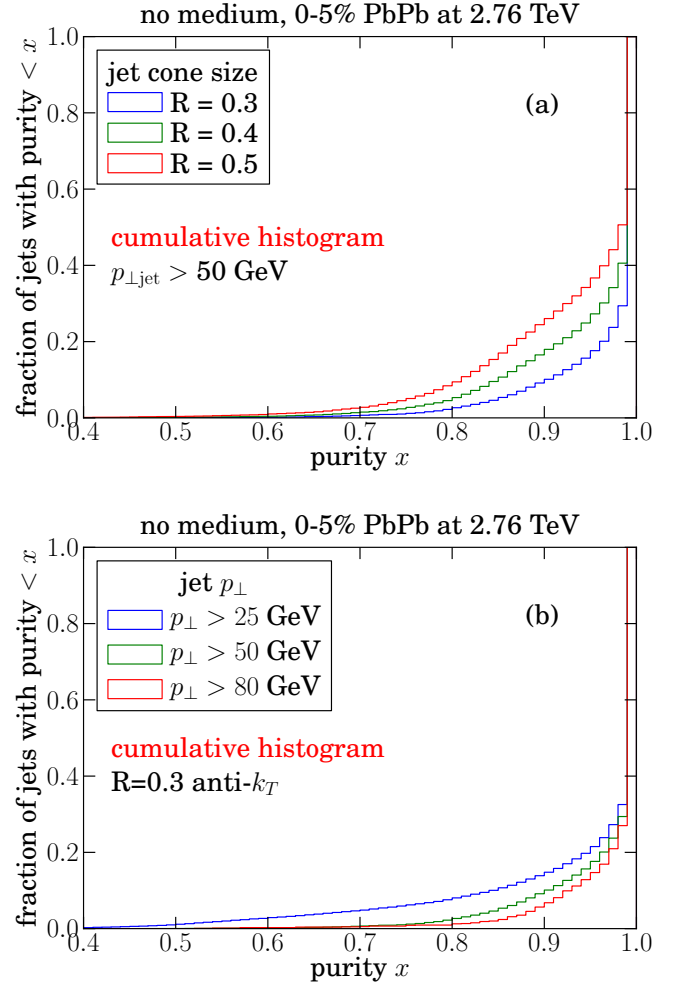 no medium, 0-5% PbPb at 2.76 TeV
fraction of jets with purity < x
1.0
0.8
0.6
0.4
0.2
0.0
jet cone size
R = 0.3
R = 0.4
R = 0.5
(a)
cumulative histogram
p⊥jet > 50 GeV
0.4 0.5 0.6 0.7 0.8 0.9 1.0
purity x
no medium, 0-5% PbPb at 2.76 TeV
fraction of jets with purity < x
1.0
0.8
0.6
0.4
0.2
0.0
jet p⊥
p⊥ > 25 GeV
p⊥ > 50 GeV
p⊥ > 80 GeV
(b)
cumulative histogram
R=0.3 anti-kT
0.4 0.5 0.6 0.7 0.8 0.9 1.0
purity x